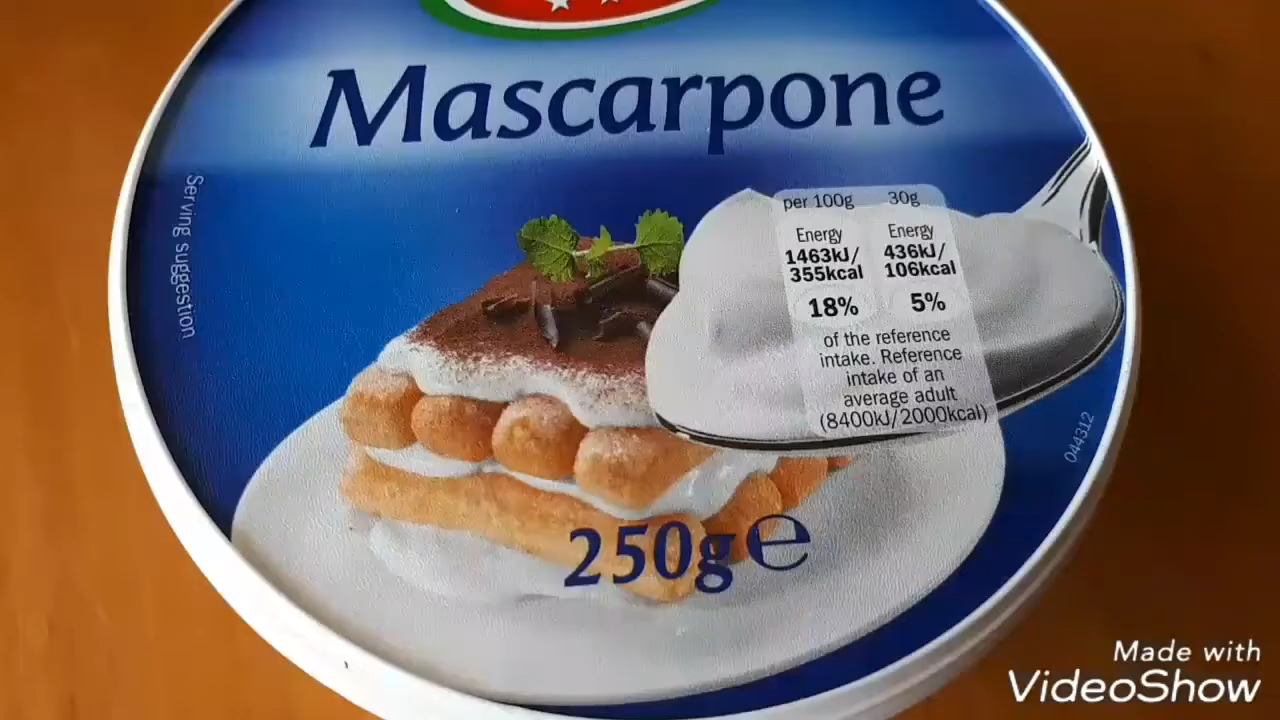 Mascarpone
Serving suggestion
per 100g 30g
Energy Energy
1463kJ/ 436kJ/
355kcal 106kcal
18% 5%
of the reference
intake. Reference
intake of an
average adult
(8400kJ/2000kcal)
044312
250g℮
Made with
VideoShow